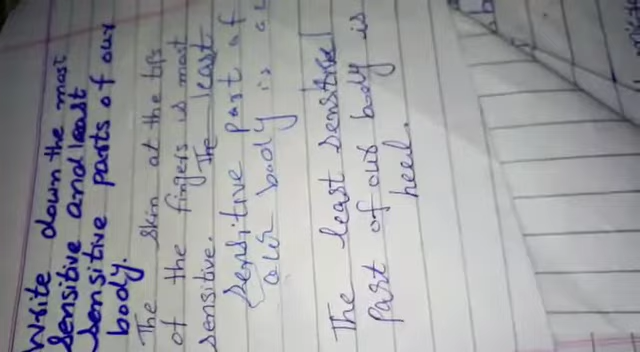 Write down the most
sensitive and least
sensitive parts of our
body.
The skin at the tips
of the fingers is most
sensitive. The least
sensitive part of
our body is
The least sensitive
part of our body is
heel.